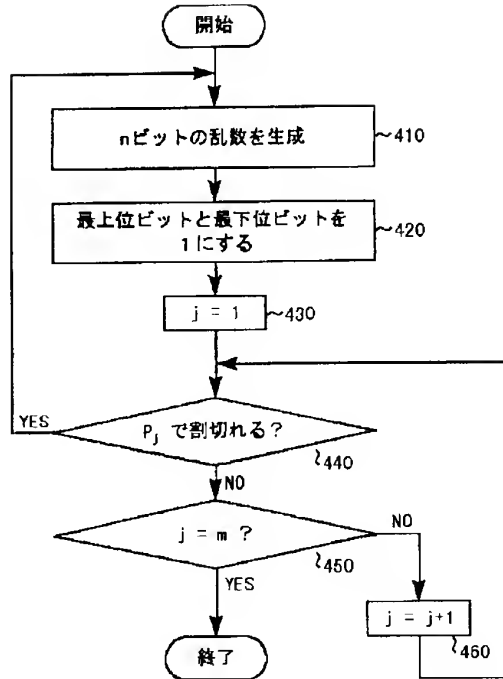 開始
nビットの乱数を生成
~410
最上位ビットと最下位ビットを
1にする
~420
j = 1
~430
YES
Pj で割切れる？
~440
NO
j = m ？
~450
NO
YES
j = j+1
~460
終了